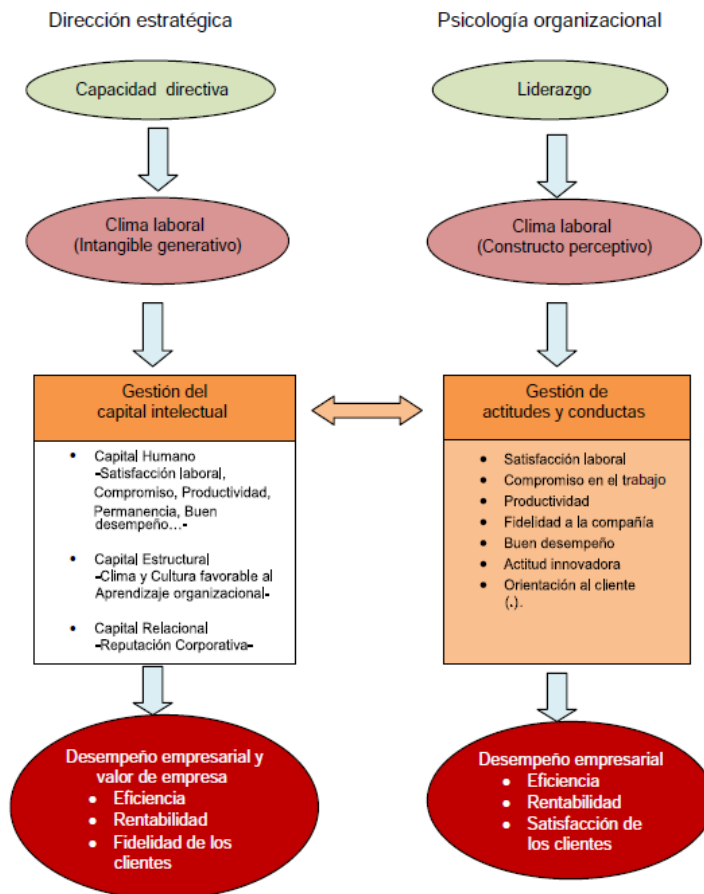 Dirección estratégica
Psicología organizacional
Capacidad directiva
Liderazgo
Clima laboral
(Intangible generativo)
Clima laboral
(Constructo perceptivo)
Gestión del
capital intelectual
• Capital Humano
-Satisfacción laboral,
Compromiso, Productividad,
Permanencia, Buen
desempeño...-
• Capital Estructural
-Clima y Cultura favorable al
Aprendizaje organizacional-
• Capital Relacional
-Reputación Corporativa-
Gestión de
actitudes y conductas
• Satisfacción laboral
• Compromiso en el trabajo
• Productividad
• Fidelidad a la compañía
• Buen desempeño
• Actitud innovadora
• Orientación al cliente
(.).
Desempeño empresarial y
valor de empresa
• Eficiencia
• Rentabilidad
• Fidelidad de los
clientes
Desempeño empresarial
• Eficiencia
• Rentabilidad
• Satisfacción de
los clientes